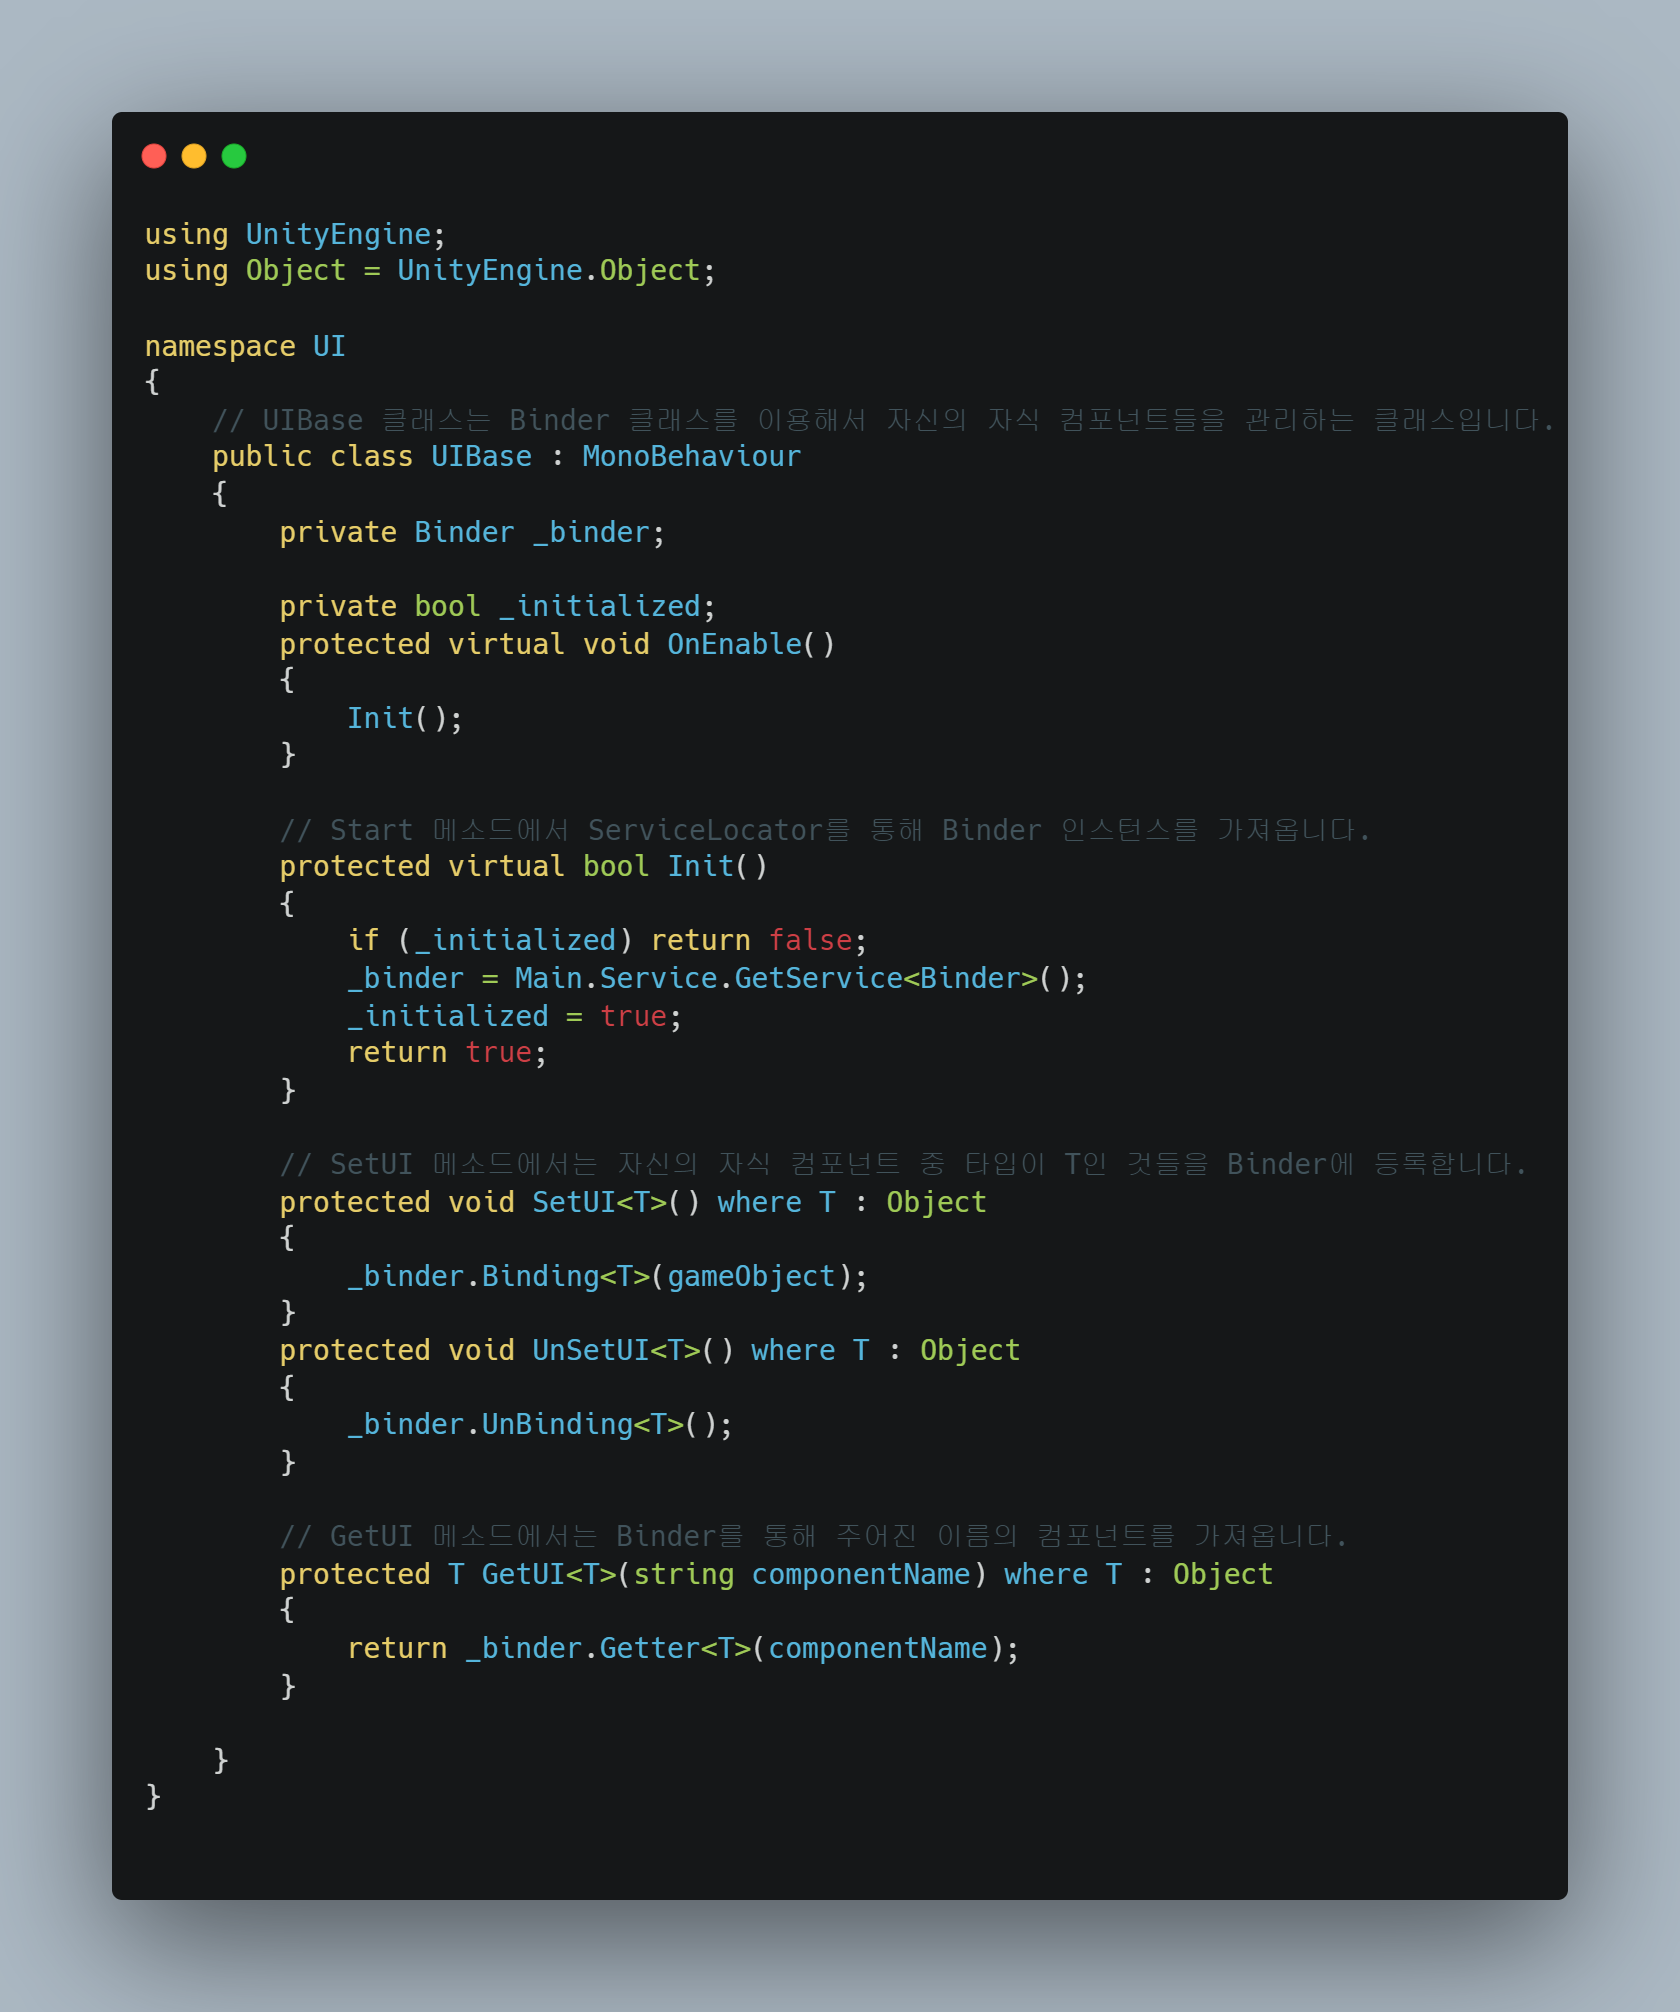 using UnityEngine;
using Object = UnityEngine.Object;
namespace UI
{
// UIBase 클래스는 Binder 클래스를 이용해서 자신의 자식 컴포넌트들을 관리하는 클래스입니다.
public class UIBase : MonoBehaviour
{
private Binder _binder;
private bool _initialized;
protected virtual void OnEnable()
{
Init();
}
// Start 메소드에서 ServiceLocator를 통해 Binder 인스턴스를 가져옵니다.
protected virtual bool Init()
{
if (_initialized) return false;
_binder = Main.Service.GetService<Binder>();
_initialized = true;
return true;
}
// SetUI 메소드에서는 자신의 자식 컴포넌트 중 타입이 T인 것들을 Binder에 등록합니다.
protected void SetUI<T>() where T : Object
{
_binder.Binding<T>(gameObject);
}
protected void UnSetUI<T>() where T : Object
{
_binder.UnBinding<T>();
}
// GetUI 메소드에서는 Binder를 통해 주어진 이름의 컴포넌트를 가져옵니다.
protected T GetUI<T>(string componentName) where T : Object
{
return _binder.Getter<T>(componentName);
}
}
}